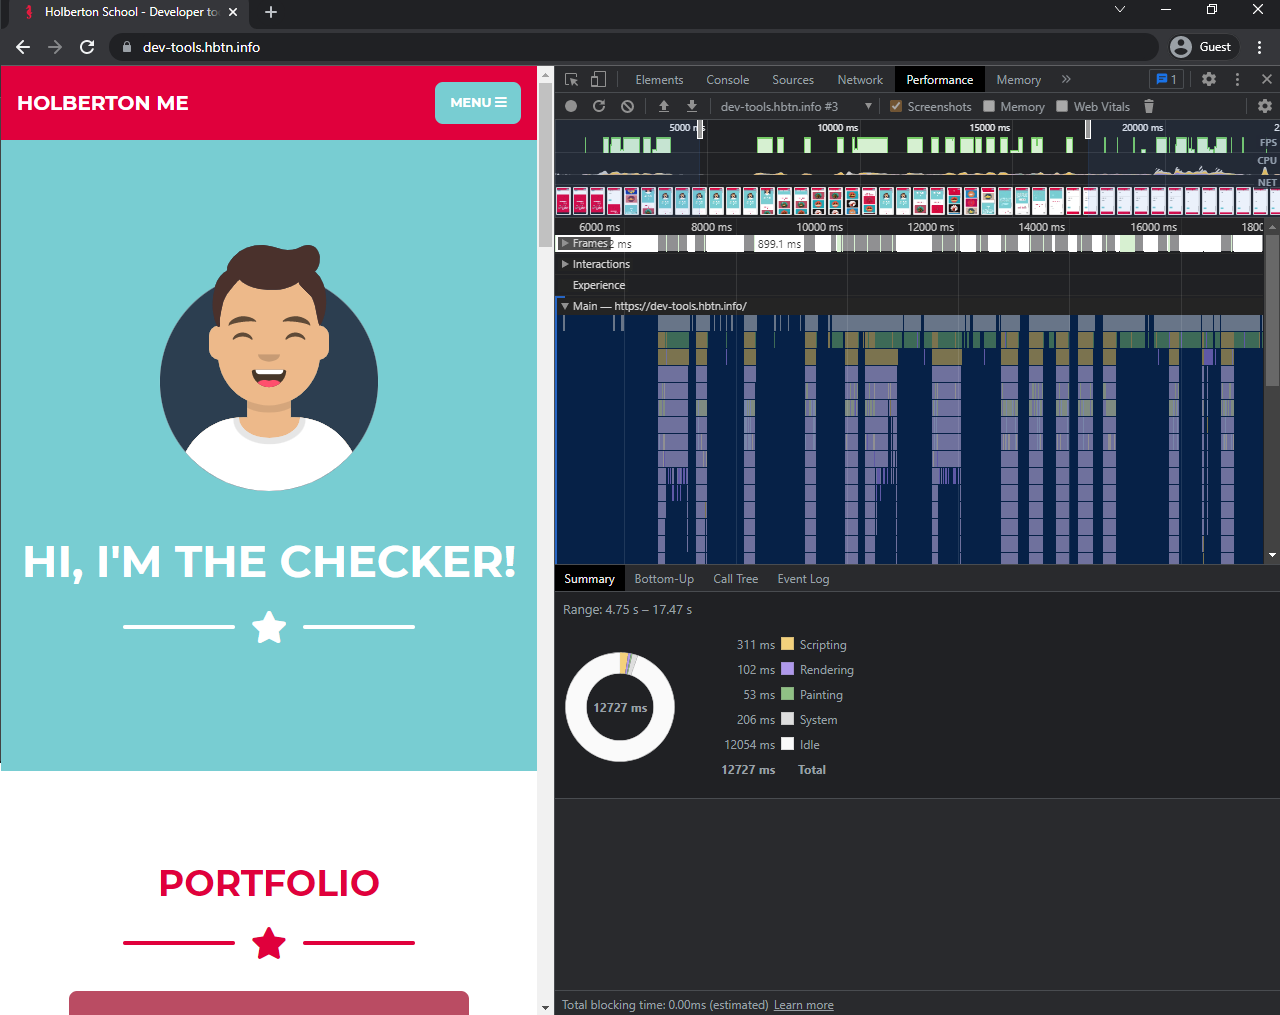 Holberton School - Developer to
dev-tools.hbtn.info
Guest
HOLBERTON ME
MENU
HI, I'M THE CHECKER!
PORTFOLIO
Elements Console Sources Network Performance Memory 1
dev-tools.hbtn.info #3 Screenshots Memory Web Vitals
5000 ms 10000 ms 15000 ms 20000 ms 2
FPS
CPU
NET
6000 ms 8000 ms 10000 ms 12000 ms 14000 ms 16000 ms 1800
Frames 2 ms 899.1 ms
Interactions
Experience
Main — https://dev-tools.hbtn.info/
Summary Bottom-Up Call Tree Event Log
Range: 4.75 s – 17.47 s
12727 ms
311 ms Scripting
102 ms Rendering
53 ms Painting
206 ms System
12054 ms Idle
12727 ms Total
Total blocking time: 0.00ms (estimated) Learn more